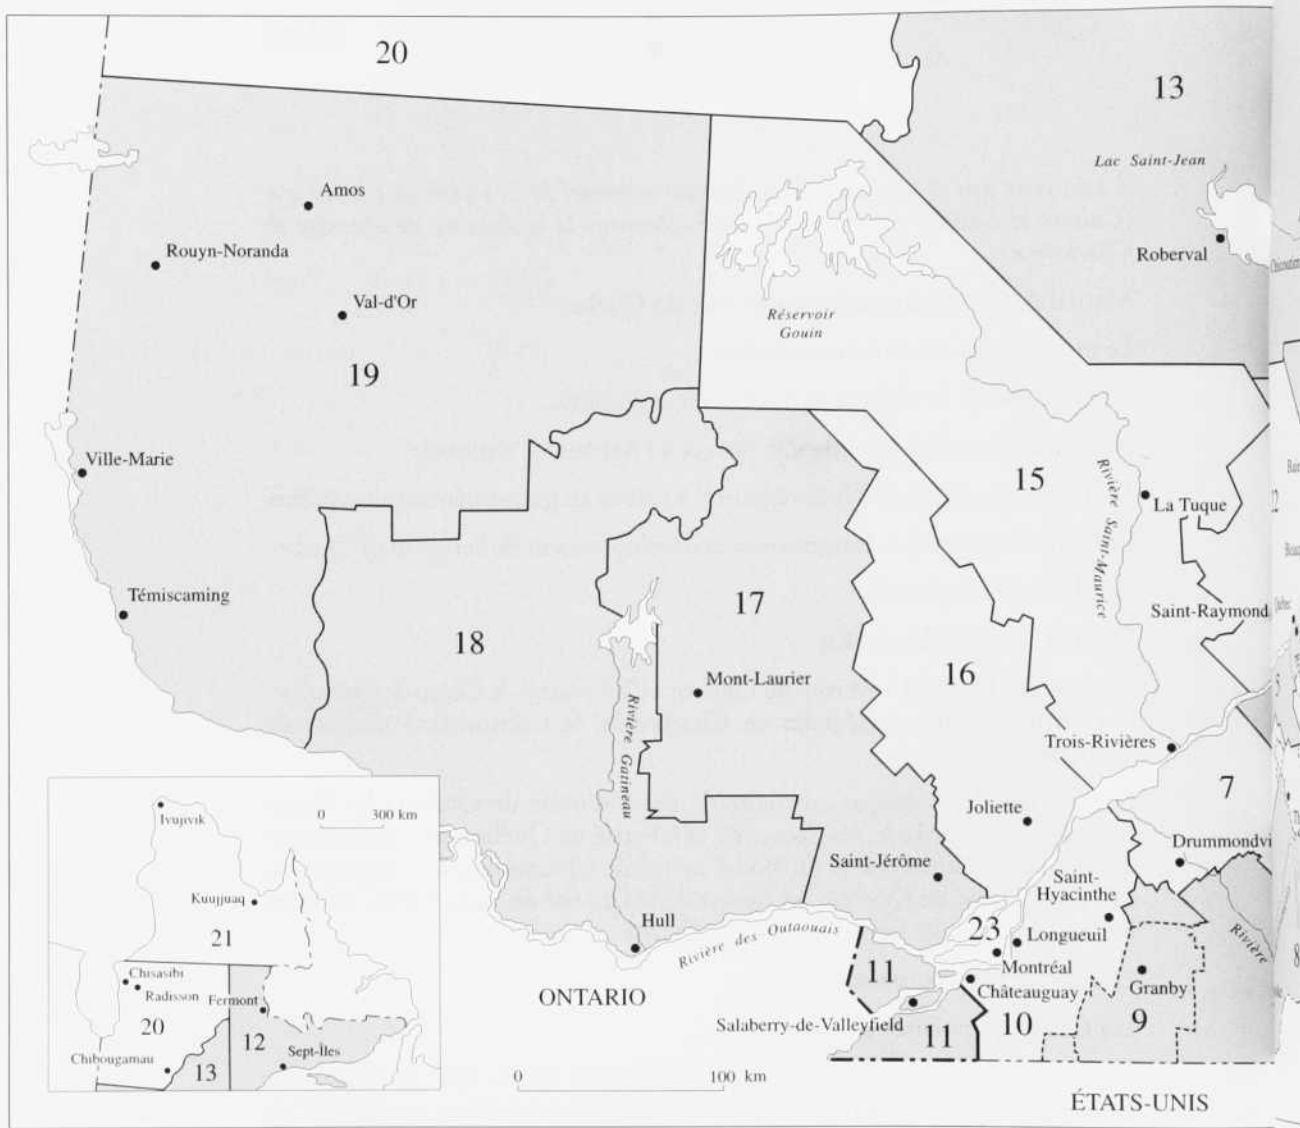 20
13
Lac Saint-Jean
Amos
Roberval
Rouyn-Noranda
Val-d'Or
Réservoir
Gouin
19
Ville-Marie
15
Rivière Saint-Maurice
La Tuque
Témiscaming
17
Saint-Raymond
18
16
Mont-Laurier
Rivière Gatineau
Trois-Rivières
7
Joliette
Drummondvi
Saint-Jérôme
Saint-
Hyacinthe
Hull
Rivière des Outaouais
23
Longueuil
Rivière
11
Montréal
Châteauguay
Granby
8
ONTARIO
Salaberry-de-Valleyfield
10
9
11
0 100 km
ÉTATS-UNIS
Ivujivik
0 300 km
Kuujjuaq
21
Chisasibi
Radisson
Fermont
20
12
Chibougamau
Sept-Îles
13